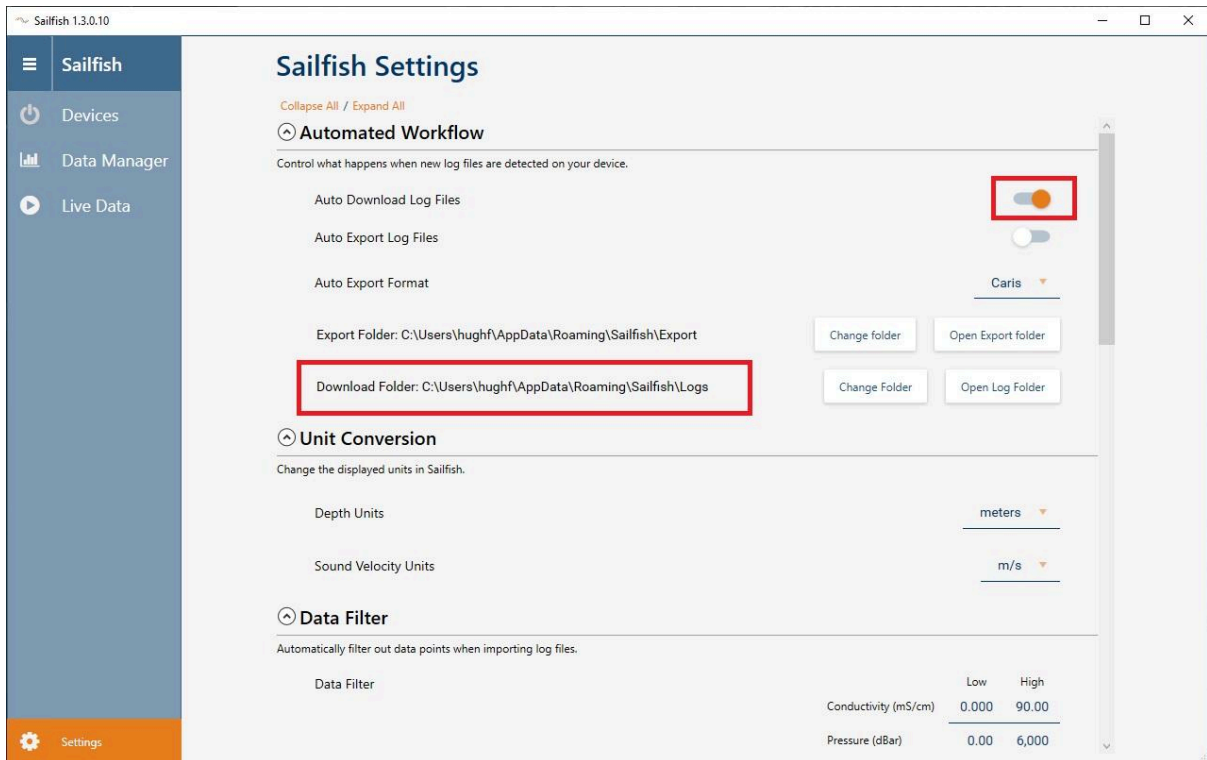 Sailfish 1.3.0.10
Sailfish
Devices
Data Manager
Live Data
Settings
Sailfish Settings
Collapse All / Expand All
Automated Workflow
Control what happens when new log files are detected on your device.
Auto Download Log Files
Auto Export Log Files
Auto Export Format Caris
Export Folder: C:\Users\hughf\AppData\Roaming\Sailfish\Export Change folder Open Export folder
Download Folder: C:\Users\hughf\AppData\Roaming\Sailfish\Logs Change Folder Open Log Folder
Unit Conversion
Change the displayed units in Sailfish.
Depth Units meters
Sound Velocity Units m/s
Data Filter
Automatically filter out data points when importing log files.
Data Filter Low High
Conductivity (mS/cm) 0.000 90.00
Pressure (dBar) 0.00 6,000